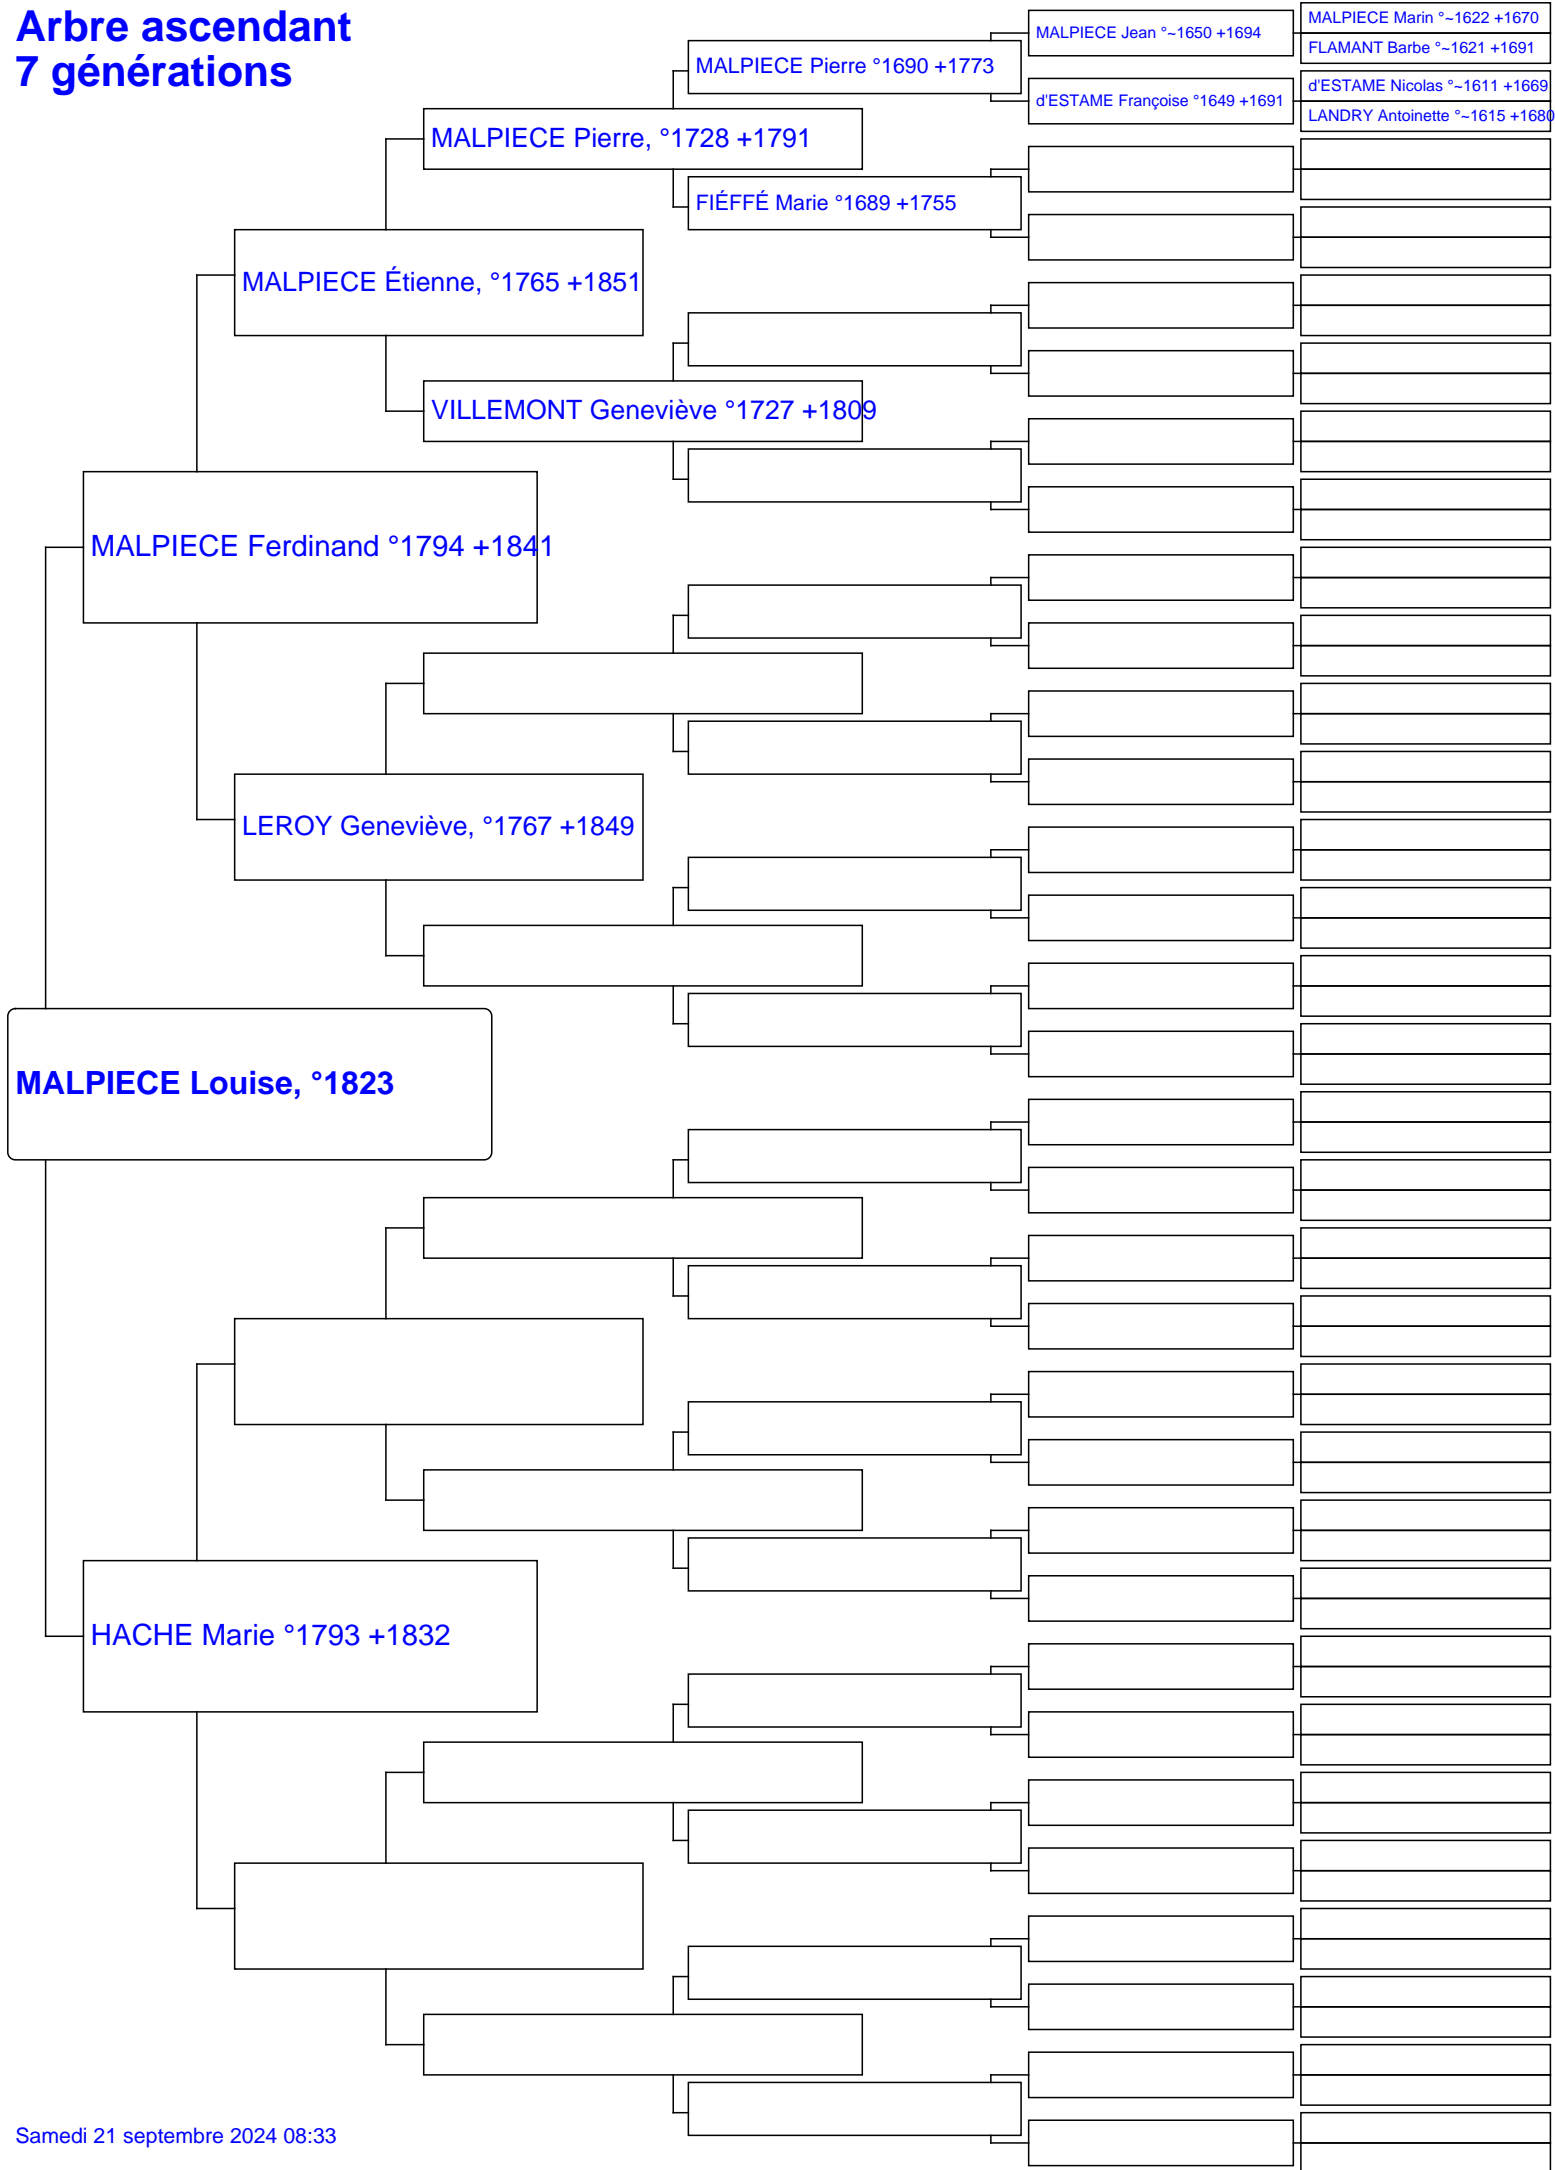 Arbre ascendant
7 générations
MALPIECE Jean °~1650 +1694
MALPIECE Marin °~1622 +1670
FLAMANT Barbe °~1621 +1691
MALPIECE Pierre °1690 +1773
d'ESTAME Françoise °1649 +1691
d'ESTAME Nicolas °~1611 +1669
LANDRY Antoinette °~1615 +1680
MALPIECE Pierre, °1728 +1791
FIÉFFÉ Marie °1689 +1755
MALPIECE Étienne, °1765 +1851
VILLEMONT Geneviève °1727 +1809
MALPIECE Ferdinand °1794 +1841
LEROY Geneviève, °1767 +1849
MALPIECE Louise, °1823
HACHE Marie °1793 +1832
Samedi 21 septembre 2024 08:33